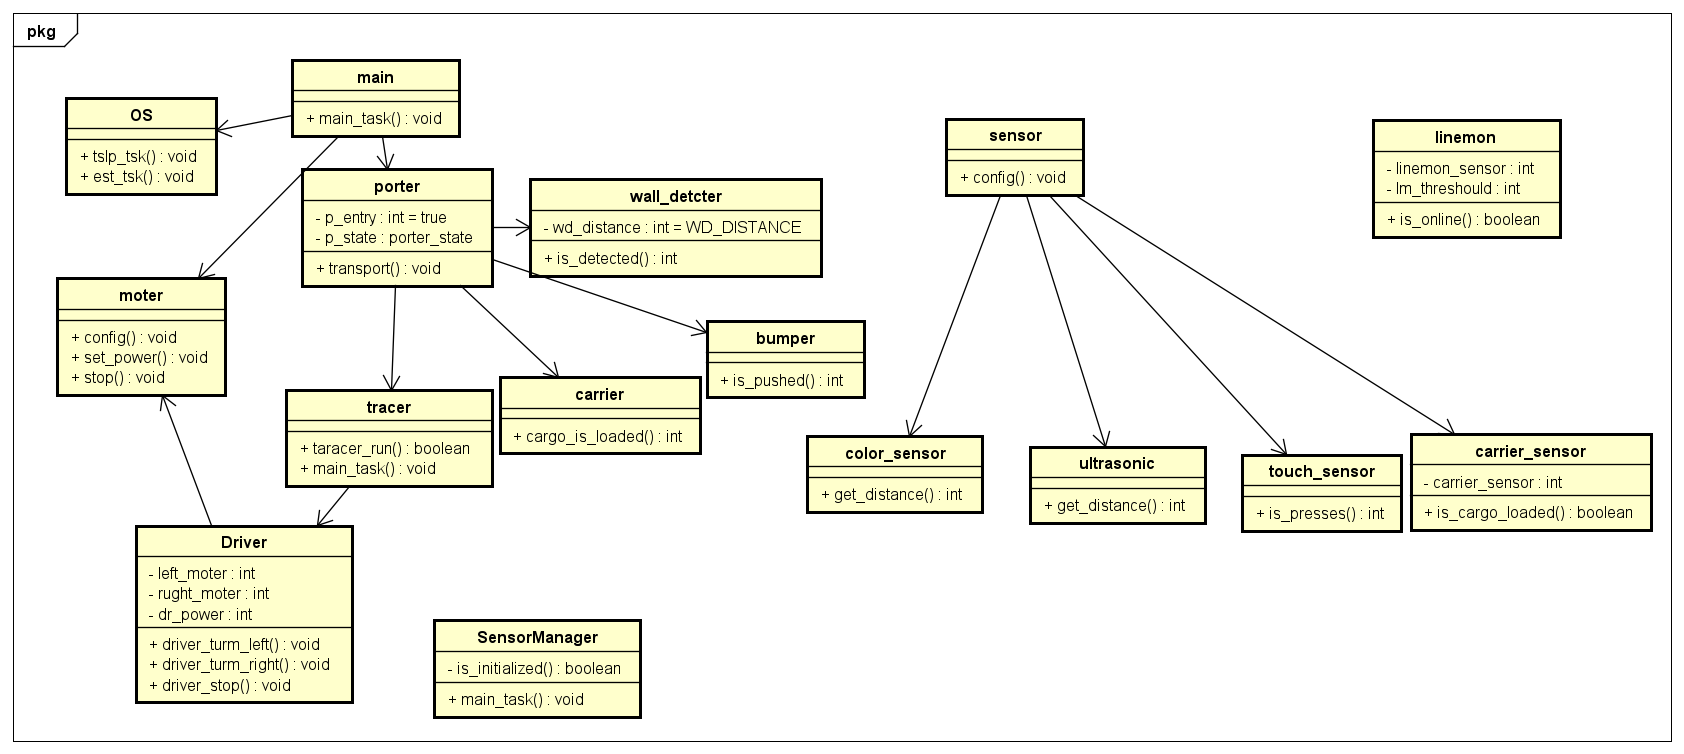 pkg
main
+ main_task() : void
OS
+ tslp_tsk() : void
+ est_tsk() : void
porter
- p_entry : int = true
- p_state : porter_state
+ transport() : void
wall_detcter
- wd_distance : int = WD_DISTANCE
+ is_detected() : int
sensor
+ config() : void
linemon
- linemon_sensor : int
- lm_threshould : int
+ is_online() : boolean
moter
+ config() : void
+ set_power() : void
+ stop() : void
bumper
+ is_pushed() : int
tracer
+ taracer_run() : boolean
+ main_task() : void
carrier
+ cargo_is_loaded() : int
color_sensor
+ get_distance() : int
ultrasonic
+ get_distance() : int
touch_sensor
+ is_presses() : int
carrier_sensor
- carrier_sensor : int
+ is_cargo_loaded() : boolean
Driver
- left_moter : int
- rught_moter : int
- dr_power : int
+ driver_turm_left() : void
+ driver_turm_right() : void
+ driver_stop() : void
SensorManager
- is_initialized() : boolean
+ main_task() : void